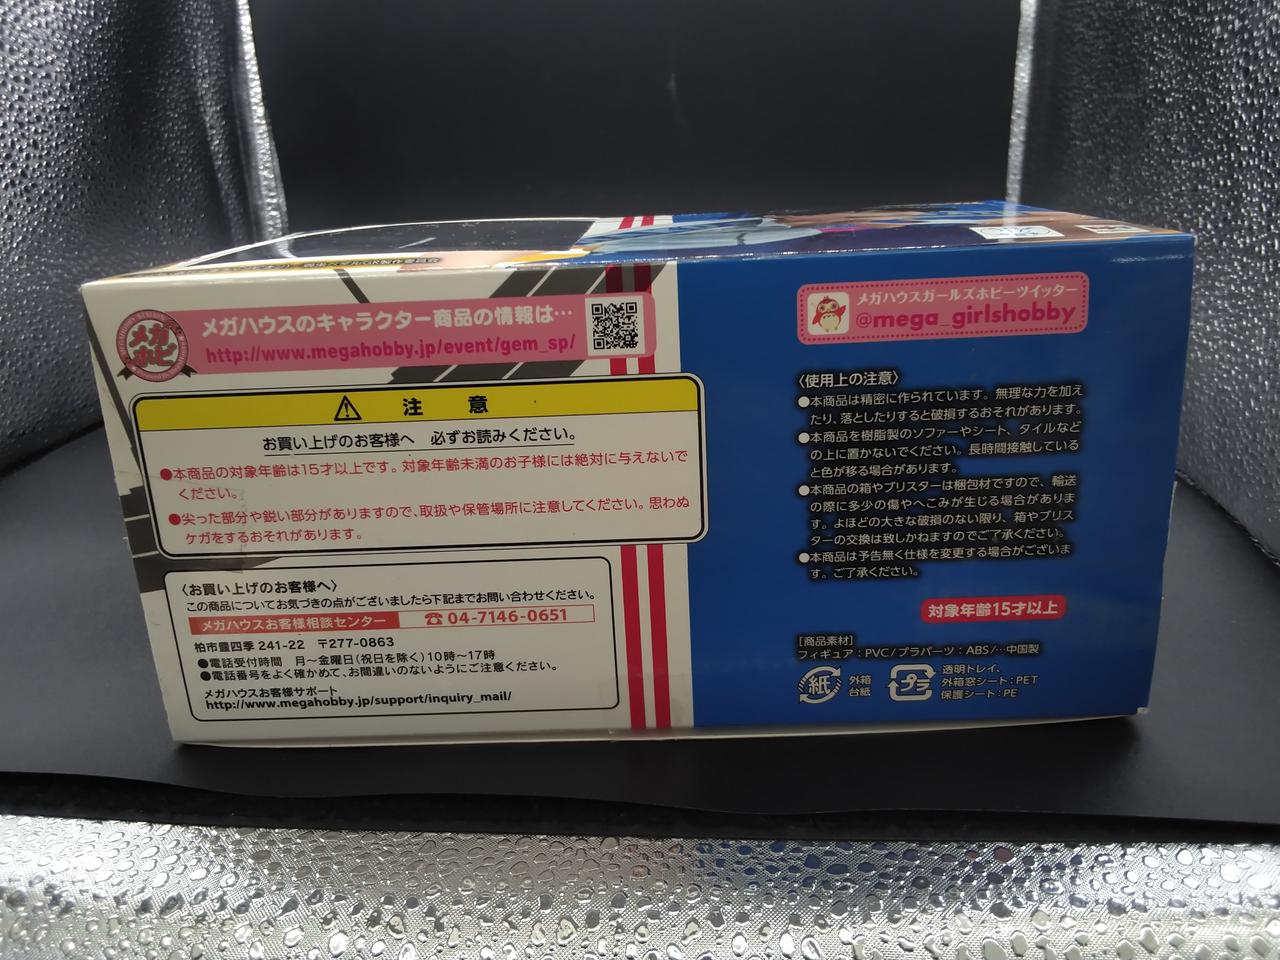 製作委員会
メガホビ
メガハウスのキャラクター商品の情報は…
http://www.megahobby.jp/event/gem_sp/
注意
お買い上げのお客様へ 必ずお読みください。
●本商品の対象年齢は15才以上です。対象年齢未満のお子様には絶対に与えないで
ください。
●尖った部分や鋭い部分がありますので、取扱や保管場所に注意してください。思わぬ
ケガをするおそれがあります。
〈お買い上げのお客様へ〉
この商品についてお気づきの点がございましたら下記までお問い合わせください。
メガハウスお客様相談センター ☎04-7146-0651
柏市豊四季 241-22 〒277-0863
●電話受付時間 月～金曜日(祝日を除く)10時～17時
●電話番号をよく確かめて、お間違いのないようにご注意ください。
メガハウスお客様サポート
http://www.megahobby.jp/support/inquiry_mail/
メガハウスガールズホビーツイッター
@mega_girlshobby
〈使用上の注意〉
●本商品は精密に作られています。無理な力を加え
たり、落としたりすると破損するおそれがあります。
●本商品を樹脂製のソファーやシート、タイルなど
の上に置かないでください。長時間接触している
と色が移る場合があります。
●本商品の箱やブリスターは梱包材ですので、輸送
の際に多少の傷やへこみが生じる場合がありま
す。よほどの大きな破損のない限り、箱やブリス
ターの交換は致しかねますのでご了承ください。
●本商品は予告無く仕様を変更する場合がございま
す。ご了承ください。
対象年齢15才以上
[商品素材]
フィギュア：PVC/プラパーツ：ABS/…中国製
紙 外箱
台紙
プラ 透明トレイ、
外箱窓シート：PET
保護シート：PE